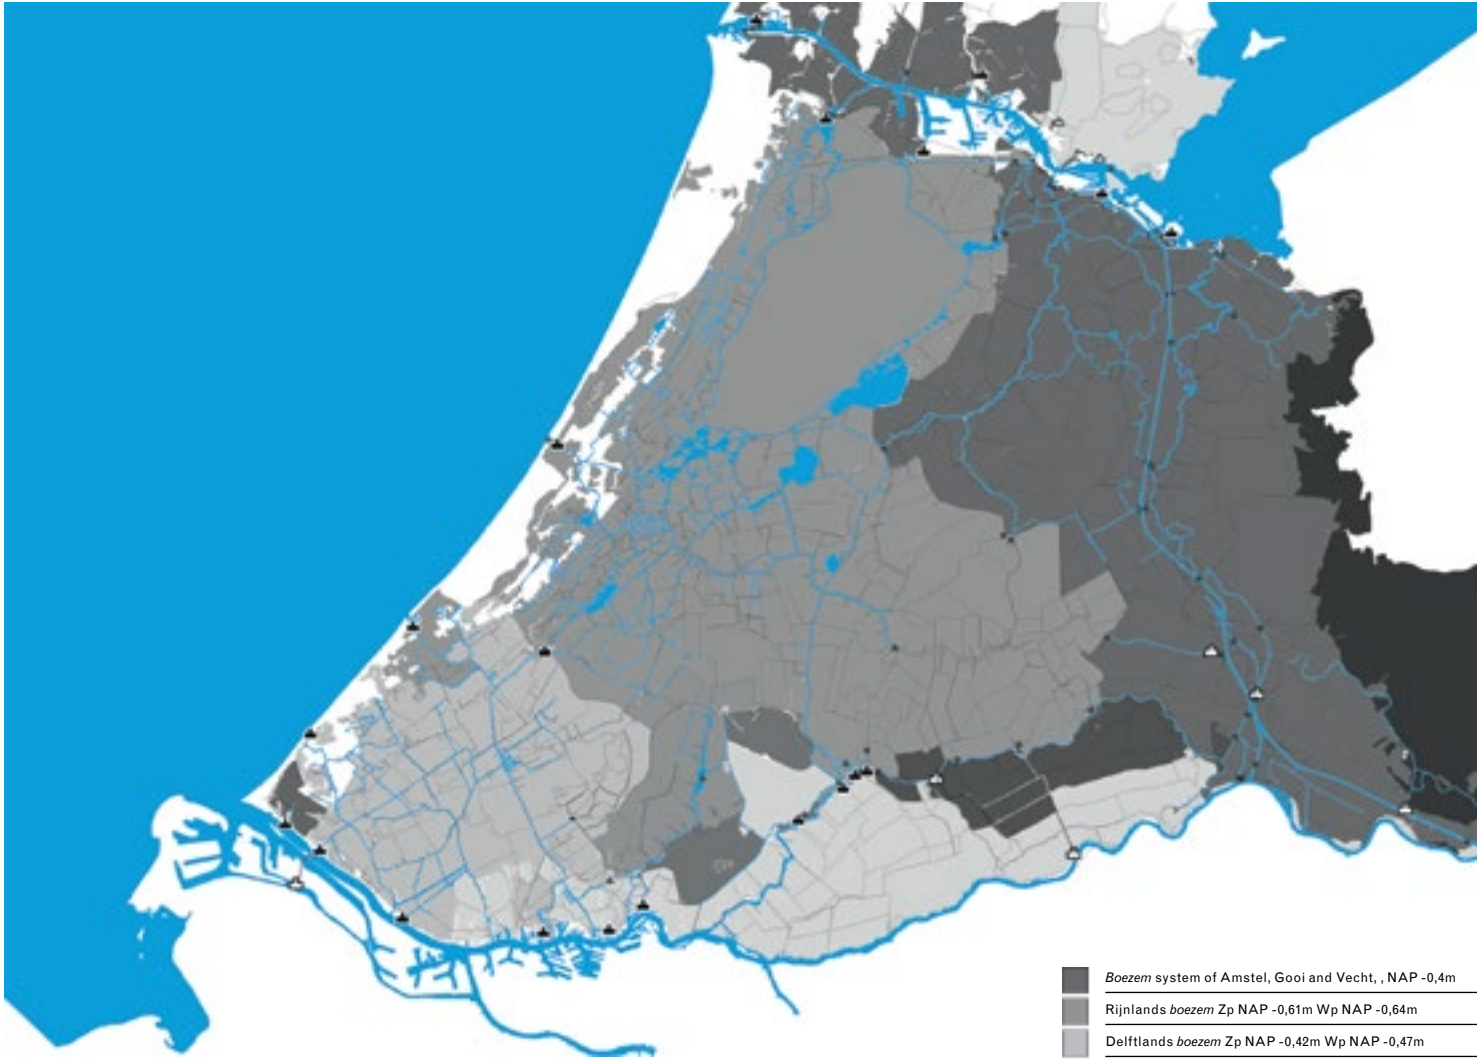 Boezem system of Amstel, Gooi and Vecht, , NAP -0,4m
Rijnlands boezem Zp NAP -0,61m Wp NAP -0,64m
Delftlands boezem Zp NAP -0,42m Wp NAP -0,47m